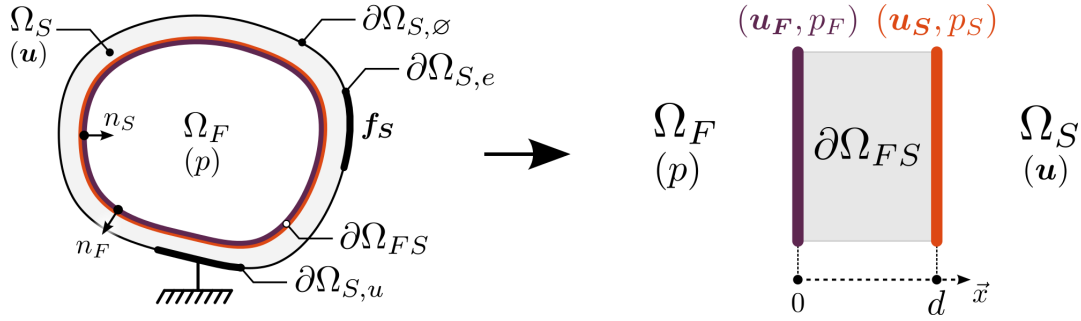 Ω_S
(u)
∂Ω_{S,∅}
∂Ω_{S,e}
n_S
Ω_F
(p)
f_S
n_F
∂Ω_{FS}
∂Ω_{S,u}
(u_F, p_F) (u_S, p_S)
Ω_F
(p)
∂Ω_{FS}
Ω_S
(u)
0
d
x⃗